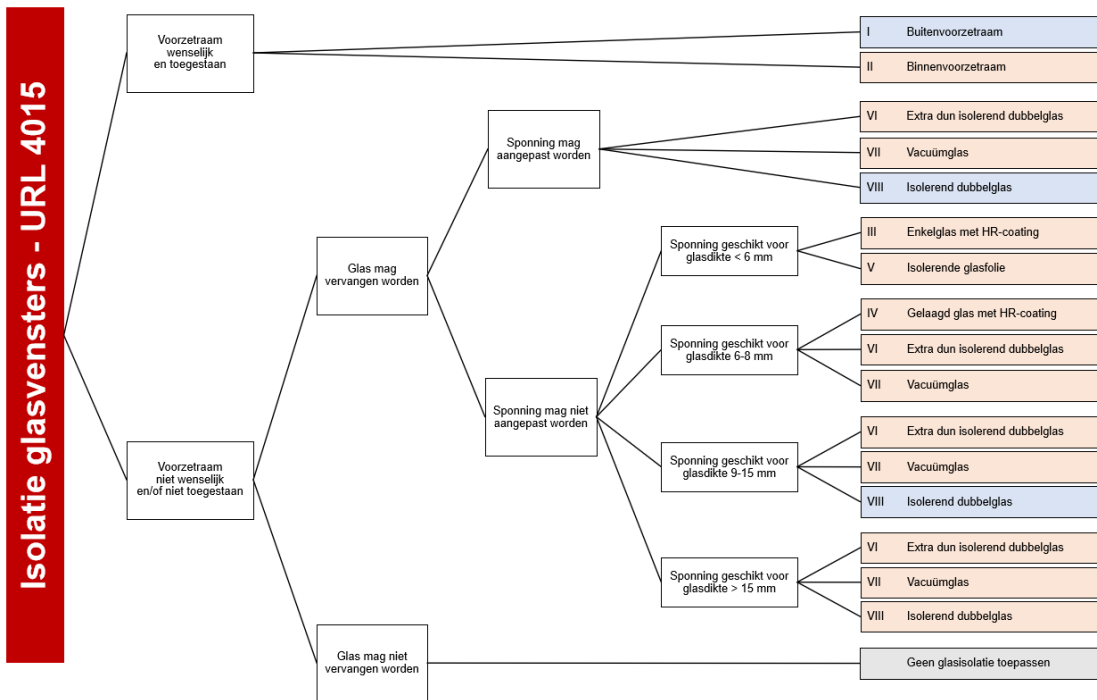 Isolatie glasvensters - URL 4015
Voorzetraam
wenselijk
en toegestaan
I Buitenvoorzetraam
II Binnenvoorzetraam
Voorzetraam
niet wenselijk
en/of niet toegestaan
Glas mag
vervangen worden
Sponning mag
aangepast worden
VI Extra dun isolerend dubbelglas
VII Vacuümglas
VIII Isolerend dubbelglas
Sponning mag niet
aangepast worden
Sponning geschikt voor
glasdikte < 6 mm
III Enkelglas met HR-coating
V Isolerende glasfolie
Sponning geschikt voor
glasdikte 6-8 mm
IV Gelaagd glas met HR-coating
VI Extra dun isolerend dubbelglas
VII Vacuümglas
Sponning geschikt voor
glasdikte 9-15 mm
VI Extra dun isolerend dubbelglas
VII Vacuümglas
VIII Isolerend dubbelglas
Sponning geschikt voor
glasdikte > 15 mm
VI Extra dun isolerend dubbelglas
VII Vacuümglas
VIII Isolerend dubbelglas
Glas mag niet
vervangen worden
Geen glasisolatie toepassen